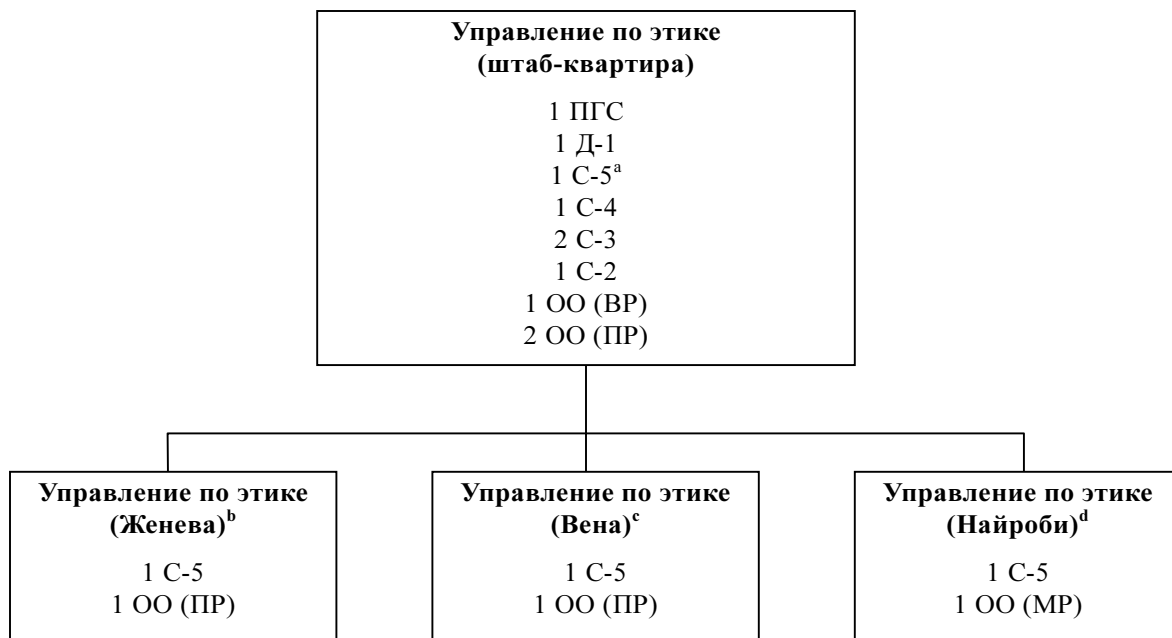 Управление по этике
(штаб-квартира)
1 ПГС
1 Д-1
1 С-5ᵃ
1 С-4
2 С-3
1 С-2
1 ОО (ВР)
2 ОО (ПР)
Управление по этике
(Женева)ᵇ
1 С-5
1 ОО (ПР)
Управление по этике
(Вена)ᶜ
1 С-5
1 ОО (ПР)
Управление по этике
(Найроби)ᵈ
1 С-5
1 ОО (МР)